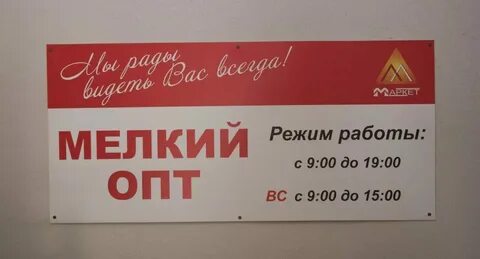 Мы рады
видеть Вас всегда!
Маркет
МЕЛКИЙ
ОПТ
Режим работы:
с 9:00 до 19:00
ВС с 9:00 до 15:00